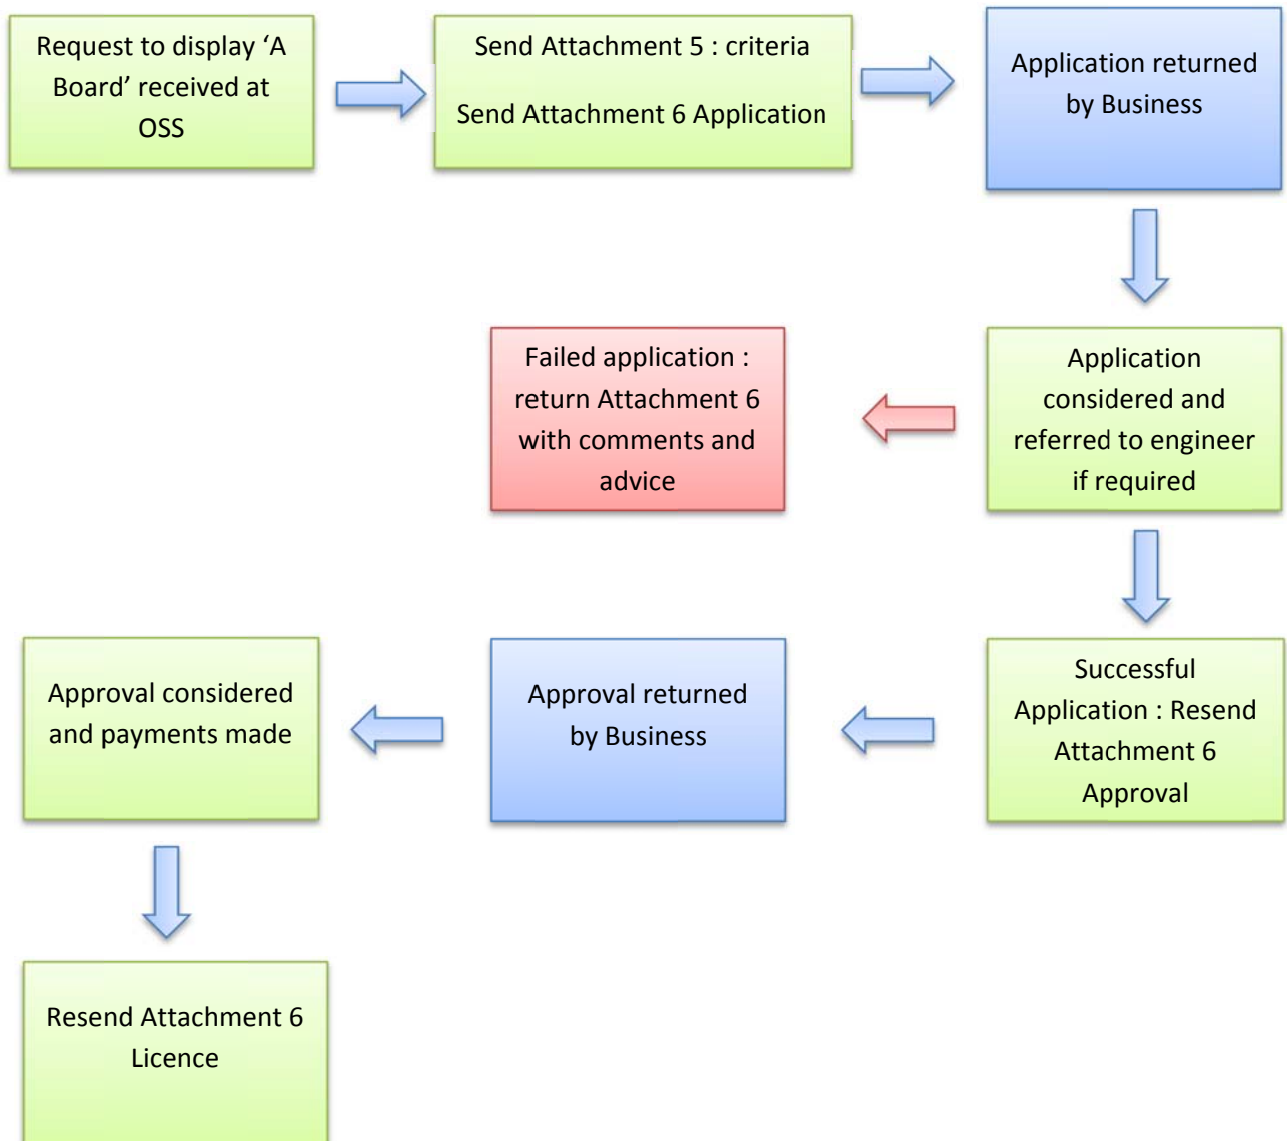 Request to display ‘A
Board’ received at
OSS
Send Attachment 5 : criteria
Send Attachment 6 Application
Application returned
by Business
Application
considered and
referred to engineer
if required
Failed application :
return Attachment 6
with comments and
advice
Successful
Application : Resend
Attachment 6
Approval
Approval returned
by Business
Approval considered
and payments made
Resend Attachment 6
Licence